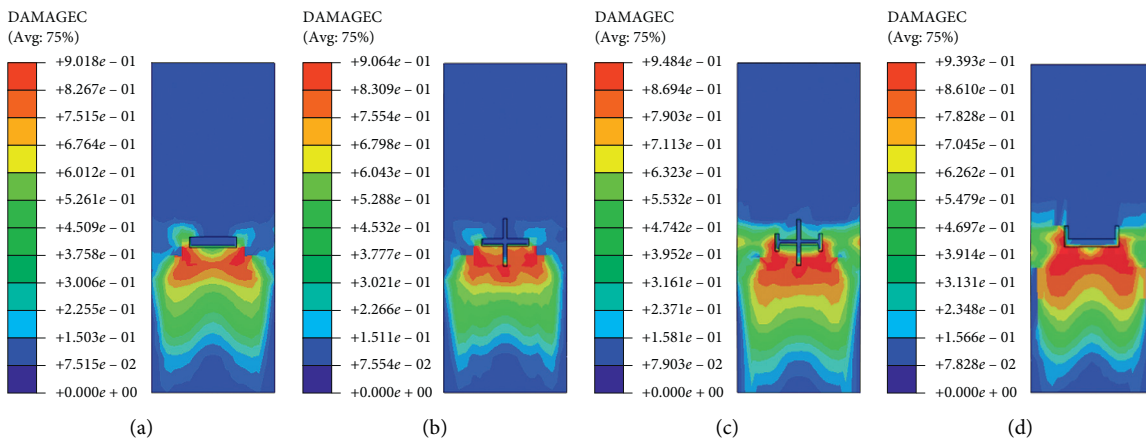 DAMAGEC
(Avg: 75%)
+9.018e – 01
+8.267e – 01
+7.515e – 01
+6.764e – 01
+6.012e – 01
+5.261e – 01
+4.509e – 01
+3.758e – 01
+3.006e – 01
+2.255e – 01
+1.503e – 01
+7.515e – 02
+0.000e + 00
(a)
DAMAGEC
(Avg: 75%)
+9.064e – 01
+8.309e – 01
+7.554e – 01
+6.798e – 01
+6.043e – 01
+5.288e – 01
+4.532e – 01
+3.777e – 01
+3.021e – 01
+2.266e – 01
+1.511e – 01
+7.554e – 02
+0.000e + 00
(b)
DAMAGEC
(Avg: 75%)
+9.484e – 01
+8.694e – 01
+7.903e – 01
+7.113e – 01
+6.323e – 01
+5.532e – 01
+4.742e – 01
+3.952e – 01
+3.161e – 01
+2.371e – 01
+1.581e – 01
+7.903e – 02
+0.000e + 00
(c)
DAMAGEC
(Avg: 75%)
+9.393e – 01
+8.610e – 01
+7.828e – 01
+7.045e – 01
+6.262e – 01
+5.479e – 01
+4.697e – 01
+3.914e – 01
+3.131e – 01
+2.348e – 01
+1.566e – 01
+7.828e – 02
+0.000e + 00
(d)